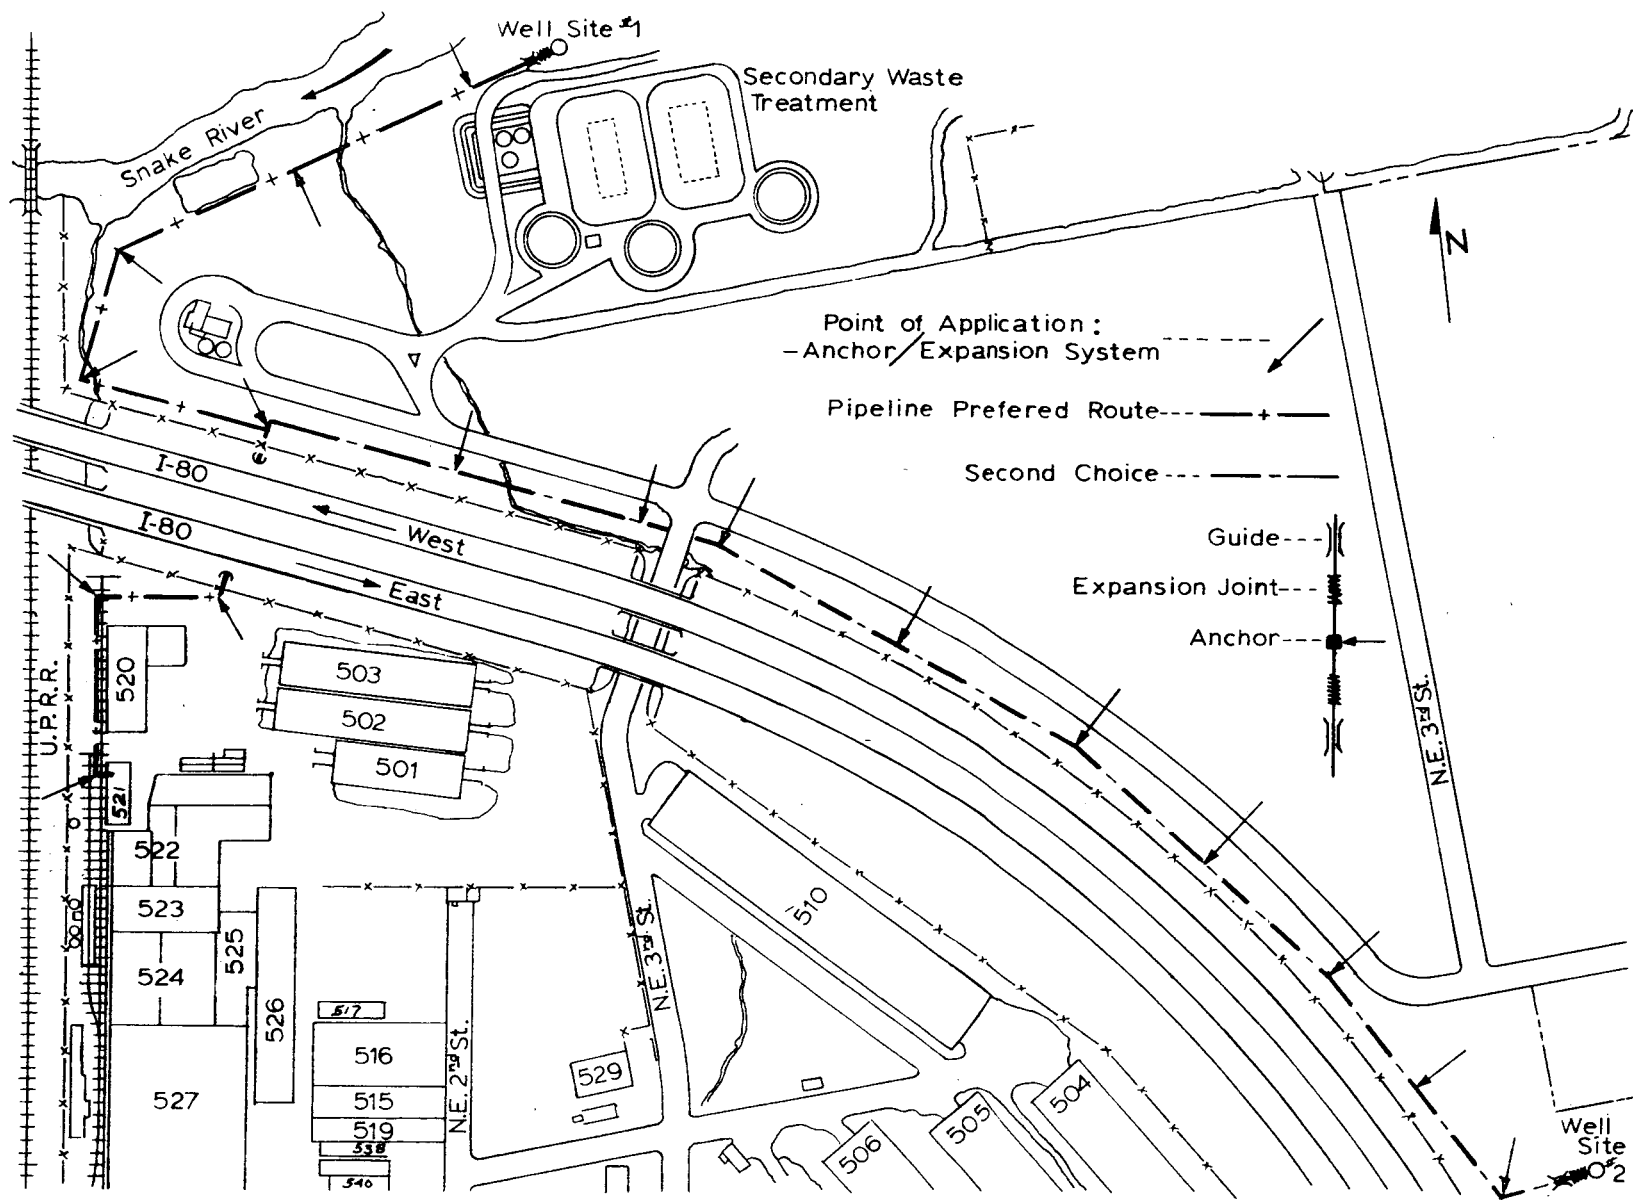 Well Site #1
Secondary Waste
Treatment
Snake River
N
Point of Application :
-Anchor/Expansion System
Pipeline Prefered Route
Second Choice
Guide
Expansion Joint
Anchor
I-80
I-80
West
East
U.P.R.R.
520
503
502
501
521
522
523
524
525
526
527
510
N.E. 3rd St.
N.E. 3rd St.
N.E. 2nd St.
517
516
515
519
538
540
529
506
505
504
Well
Site
#2